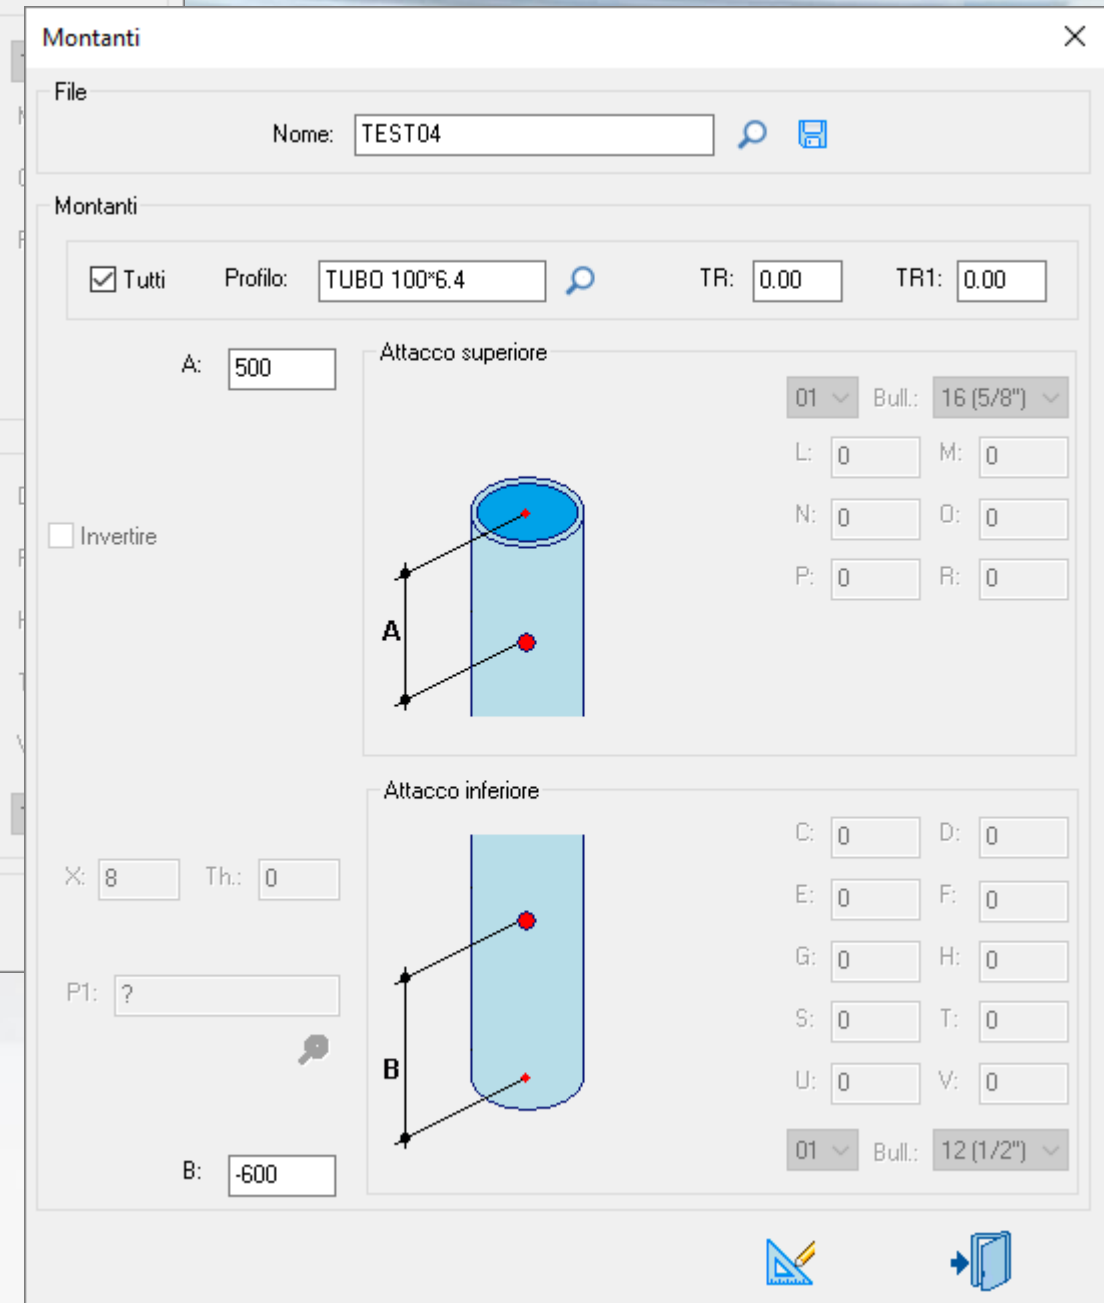 Montanti
File
Nome: TEST04
Montanti
Tutti Profilo: TUBO 100*6.4 TR: 0.00 TR1: 0.00
A: 500
Attacco superiore
01 Bull.: 16 (5/8")
L: 0 M: 0
N: 0 O: 0
P: 0 R: 0
Invertire
A
Attacco inferiore
C: 0 D: 0
X: 8 Th.: 0
E: 0 F: 0
G: 0 H: 0
P1: ?
S: 0 T: 0
B
U: 0 V: 0
01 Bull.: 12 (1/2")
B: -600